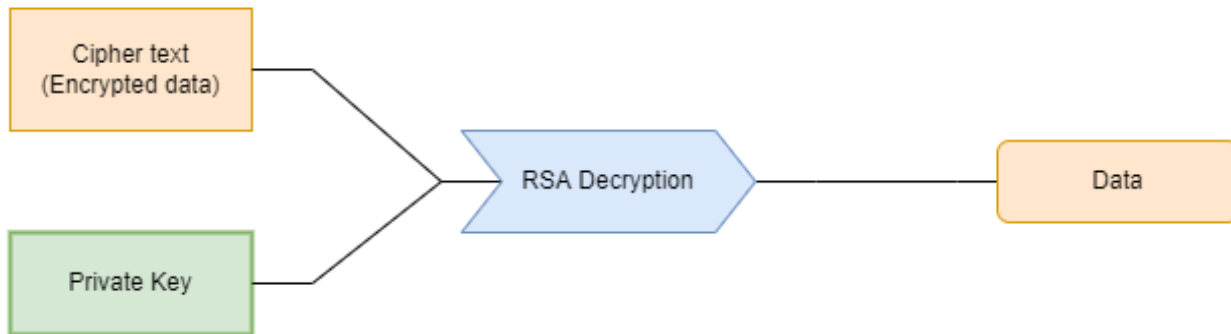 Cipher text
(Encrypted data)
RSA Decryption
Data
Private Key